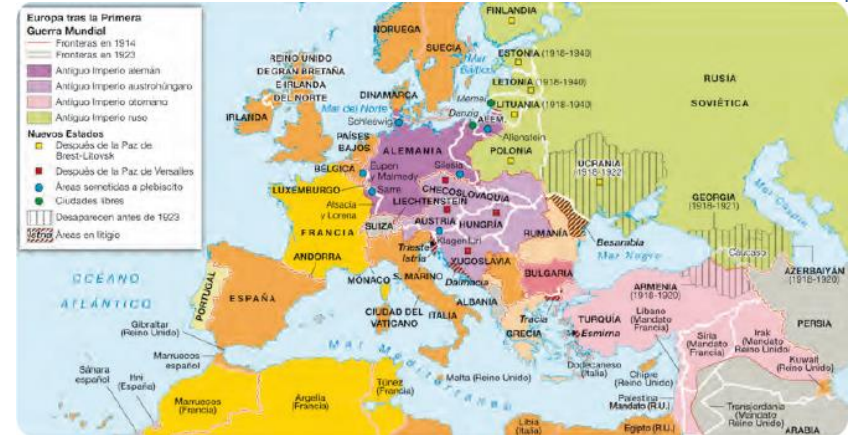 Europa tras la Primera
Guerra Mundial
Fronteras en 1914
Fronteras en 1923
Antiguo Imperio alemán
Antiguo Imperio austrohúngaro
Antiguo Imperio otomano
Antiguo Imperio ruso
Nuevos Estados
Después de la Paz de
Brest-Litovsk
Después de la Paz de Versalles
Áreas sometidas a plebiscito
Ciudades libres
Desaparecen antes de 1923
Istria
Áreas en litigio
FINLANDIA
NORUEGA
SUECIA
Mar
Báltico
ESTONIA (1918-1940)
LETONIA (1918-1940)
LITUANIA (1918-1940)
RUSIA
SOVIÉTICA
REINO UNIDO
DE GRAN BRETAÑA
E IRLANDA
DEL NORTE
IRLANDA
DINAMARCA
Mar del Norte
Schleswig
Memel
Danzig
ALEM.
Allenstein
PAÍSES
BAJOS
ALEMANIA
POLONIA
BÉLGICA
Eupen
y Malmedy
Silesia
UCRANIA
(1918-1922)
LUXEMBURGO
Sarre
CHECOSLOVAQUIA
LIECHTENSTEIN
Alsacia
y Lorena
AUSTRIA
HUNGRÍA
GEORGIA
(1918-1921)
Mar Caspio
FRANCIA
SUIZA
Klagenfurt
RUMANÍA
Besarabia
Trieste
Istria
YUGOSLAVIA
Mar Negro
Cáucaso
ANDORRA
MÓNACO
S. MARINO
Dalmacia
BULGARIA
AZERBAIYÁN
(1918-1920)
OCÉANO
ATLÁNTICO
PORTUGAL
ESPAÑA
CIUDAD DEL
VATICANO
ITALIA
ALBANIA
ARMENIA
(1918-1920)
Tracia
TURQUÍA
Líbano
(Mandato
Francia)
PERSIA
Gibraltar
(Reino Unido)
GRECIA
Esmirna
Siria
(Mandato
Francia)
Irak
(Mandato
Reino Unido)
Mar Mediterráneo
Marruecos
español
Dodecaneso
(Italia)
Chipre
(Reino Unido)
Kuwait
(Reino Unido)
Sáhara
español
Ifni
(España)
Túnez
(Francia)
Malta (Reino Unido)
Marruecos
(Francia)
Argelia
(Francia)
Palestina
Mandato (R.U.)
Transjordania
(Mandato R.U.)
Libia
(Italia)
Egipto (R.U.)
ARABIA